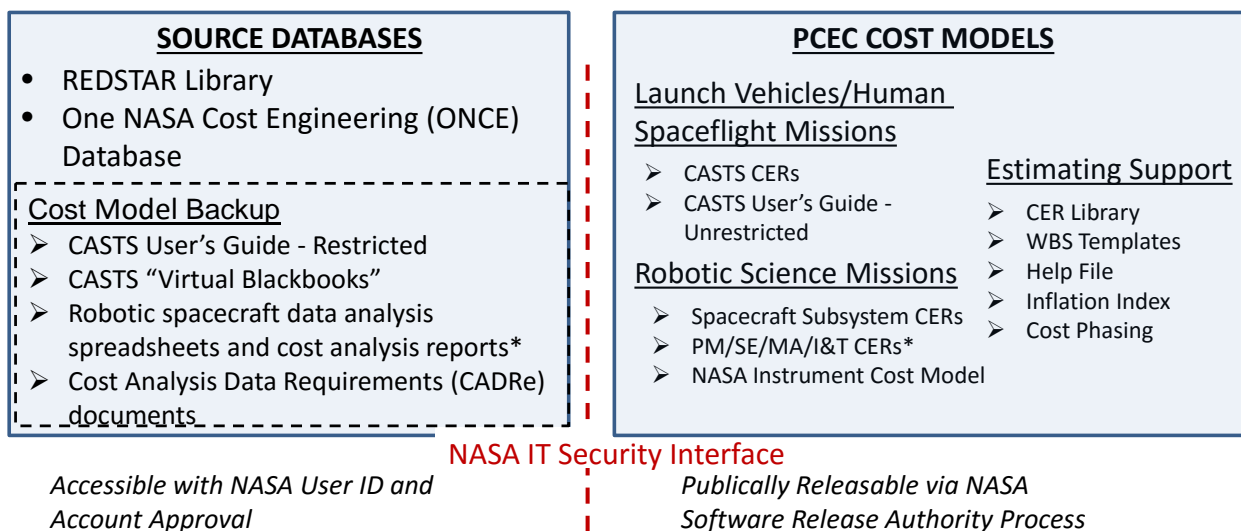 SOURCE DATABASES
• REDSTAR Library
• One NASA Cost Engineering (ONCE)
Database
Cost Model Backup
➢ CASTS User’s Guide - Restricted
➢ CASTS “Virtual Blackbooks”
➢ Robotic spacecraft data analysis
spreadsheets and cost analysis reports*
➢ Cost Analysis Data Requirements (CADRe)
documents
PCEC COST MODELS
Launch Vehicles/Human
Spaceflight Missions
➢ CASTS CERs
➢ CASTS User’s Guide -
Unrestricted
Robotic Science Missions
➢ Spacecraft Subsystem CERs
➢ PM/SE/MA/I&T CERs*
➢ NASA Instrument Cost Model
Estimating Support
➢ CER Library
➢ WBS Templates
➢ Help File
➢ Inflation Index
➢ Cost Phasing
NASA IT Security Interface
Accessible with NASA User ID and
Account Approval
Publically Releasable via NASA
Software Release Authority Process